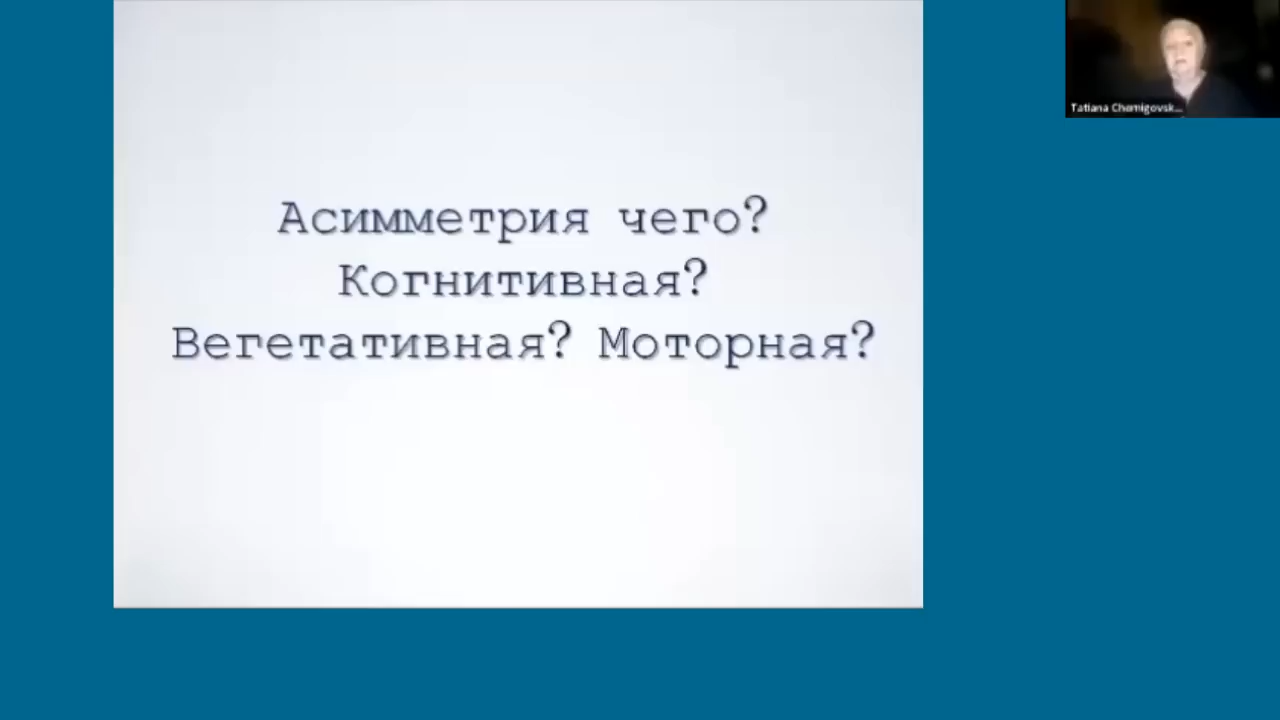 Асимметрия чего?
Когнитивная?
Вегетативная? Моторная?
Tatiana Chernigovsk...